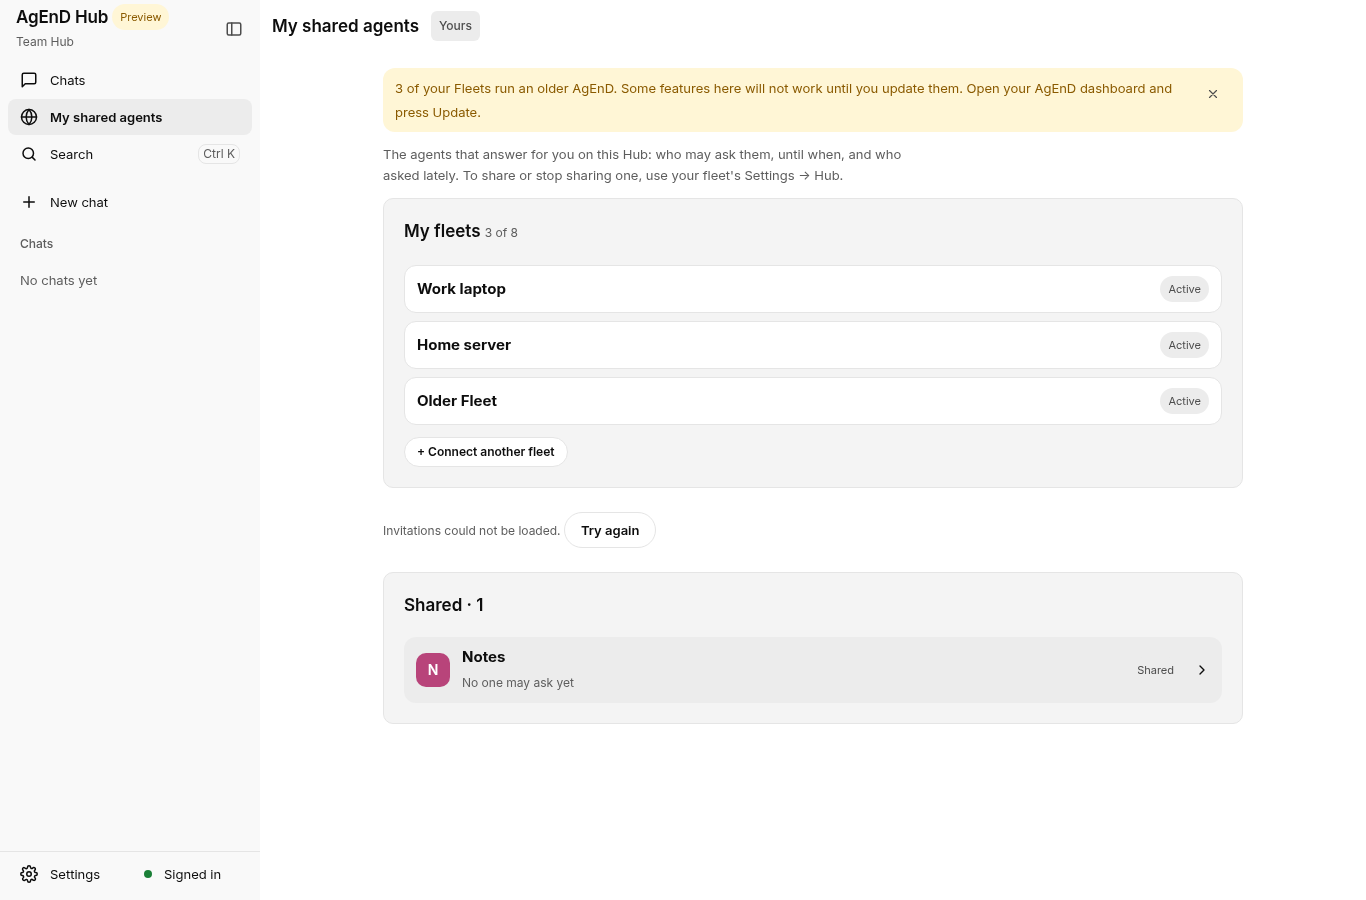 AgEnD Hub Preview
Team Hub
Chats
My shared agents
Search Ctrl K
New chat
Chats
No chats yet
Settings
Signed in
My shared agents Yours
3 of your Fleets run an older AgEnD. Some features here will not work until you update them. Open your AgEnD dashboard and
press Update.
The agents that answer for you on this Hub: who may ask them, until when, and who
asked lately. To share or stop sharing one, use your fleet's Settings → Hub.
My fleets 3 of 8
Work laptop Active
Home server Active
Older Fleet Active
+ Connect another fleet
Invitations could not be loaded. Try again
Shared · 1
N
Notes
No one may ask yet
Shared